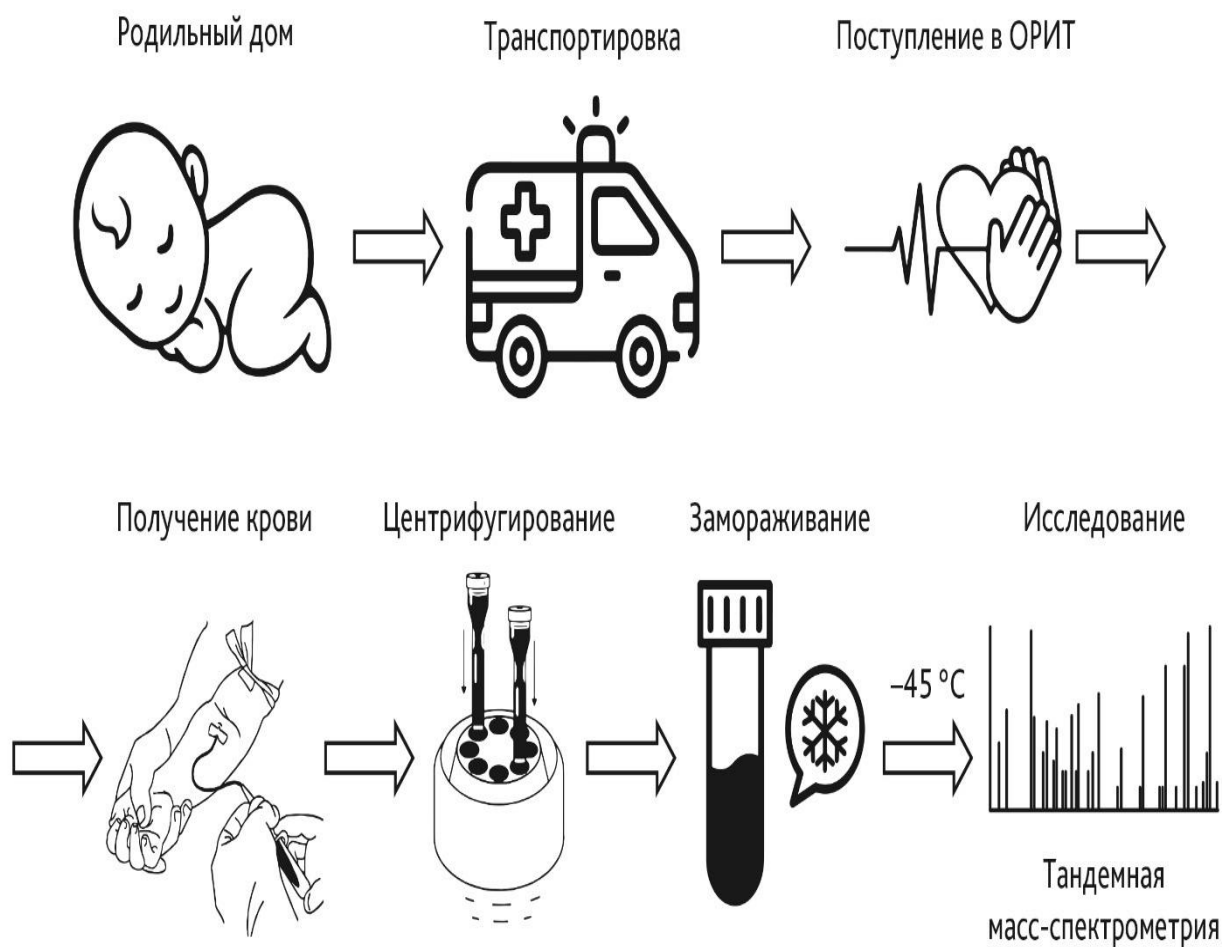 Родильный дом
Транспортировка
Поступление в ОРИТ
Получение крови
Центрифугирование
Замораживание
Исследование
–45 °C
Тандемная
масс-спектрометрия